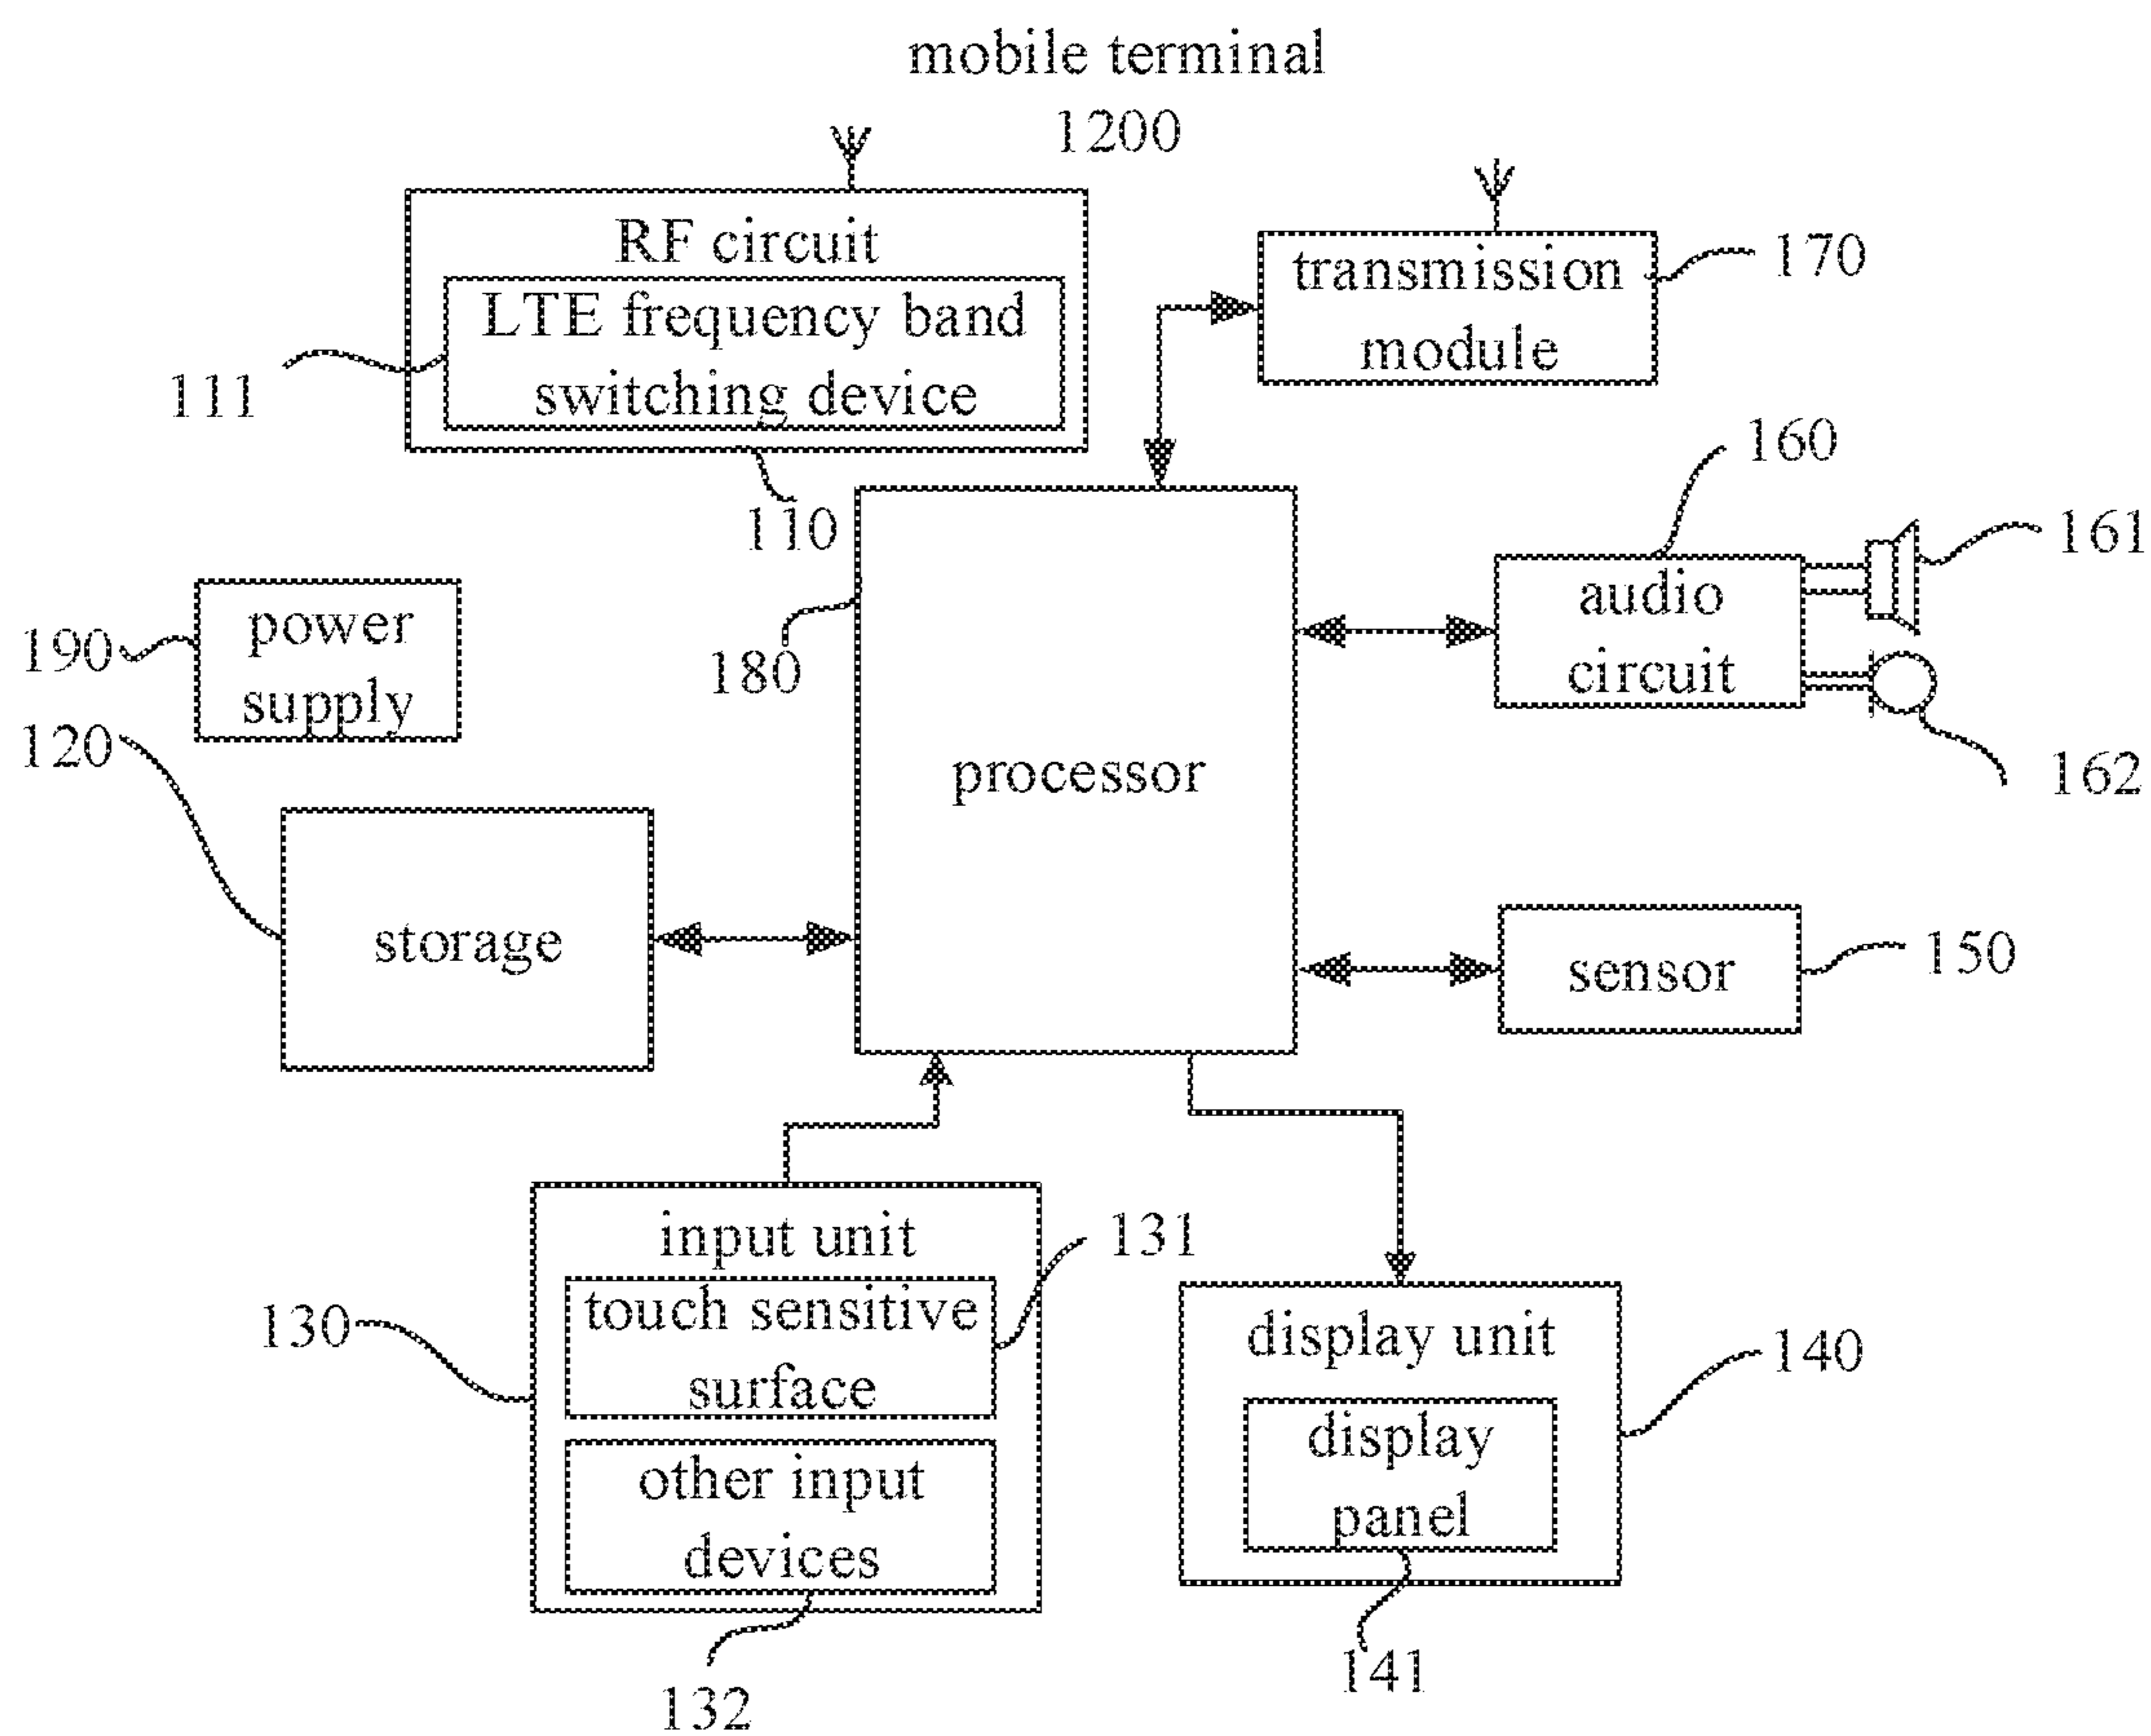 mobile terminal
1200
RF circuit
LTE frequency band
switching device
111
110
transmission
module
170
160
audio
circuit
161
162
power
supply
190
180
processor
120
storage
sensor
150
input unit
touch sensitive
surface
131
130
other input
devices
132
display unit
140
display
panel
141